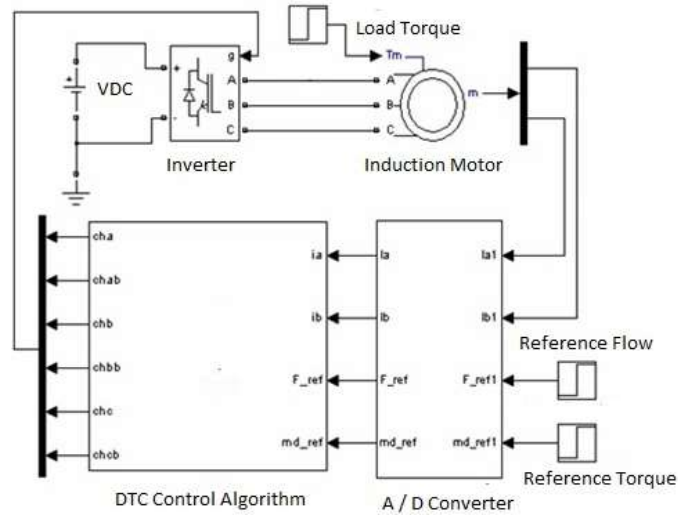 Load Torque
g
Tm
VDC
+
+
A
A
m
B
B
-
C
C
Inverter
Induction Motor
cha
chab
chb
chbb
chc
chcb
ia
ib
F_ref
md_ref
Ia
Ib
F_ref
md_ref
Ia1
Ib1
F_ref1
md_ref1
Reference Flow
Reference Torque
DTC Control Algorithm
A / D Converter